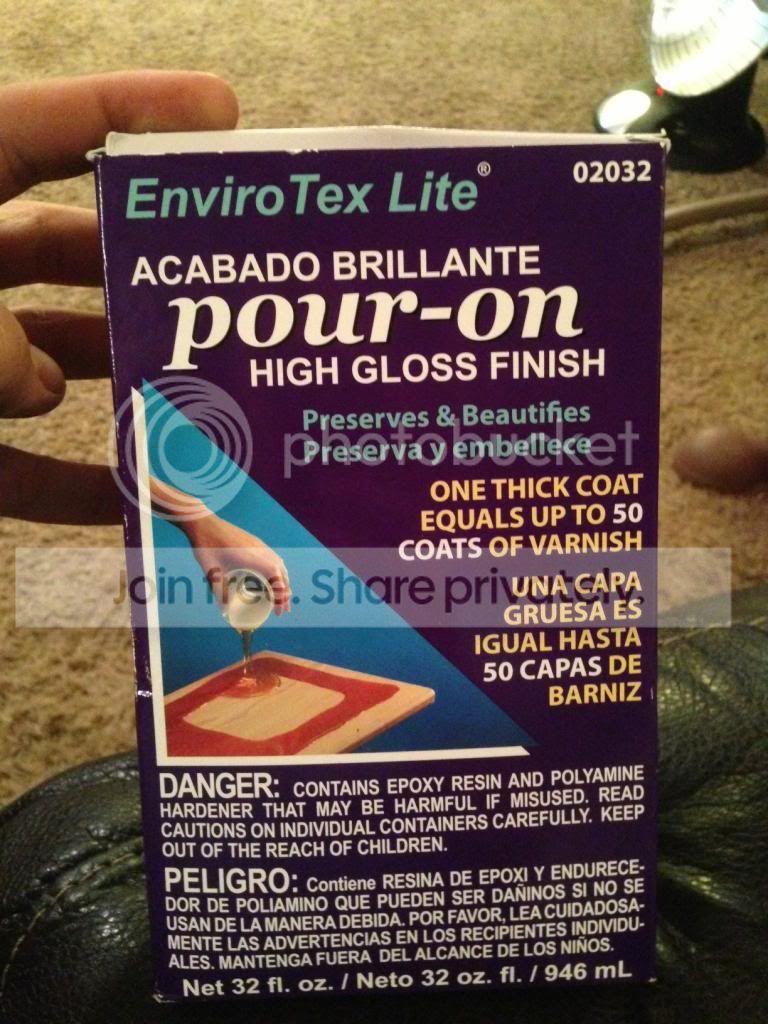 EnviroTex Lite®
02032
ACABADO BRILLANTE
pour-on
HIGH GLOSS FINISH
Preserves & Beautifies
Preserva y embellece
photobucket
ONE THICK COAT
EQUALS UP TO 50
COATS OF VARNISH
Join free. Share privately.
UNA CAPA
GRUESA ES
IGUAL HASTA
50 CAPAS DE
BARNIZ
DANGER: CONTAINS EPOXY RESIN AND POLYAMINE
HARDENER THAT MAY BE HARMFUL IF MISUSED. READ
CAUTIONS ON INDIVIDUAL CONTAINERS CAREFULLY. KEEP
OUT OF THE REACH OF CHILDREN.
PELIGRO: Contiene RESINA DE EPOXI Y ENDURECE-
DOR DE POLIAMINO QUE PUEDEN SER DAÑINOS SI NO SE
USAN DE LA MANERA DEBIDA. POR FAVOR, LEA CUIDADOSA-
MENTE LAS ADVERTENCIAS EN LOS RECIPIENTES INDIVIDU-
ALES. MANTENGA FUERA DEL ALCANCE DE LOS NIÑOS.
Net 32 fl. oz. / Neto 32 oz. fl. / 946 mL